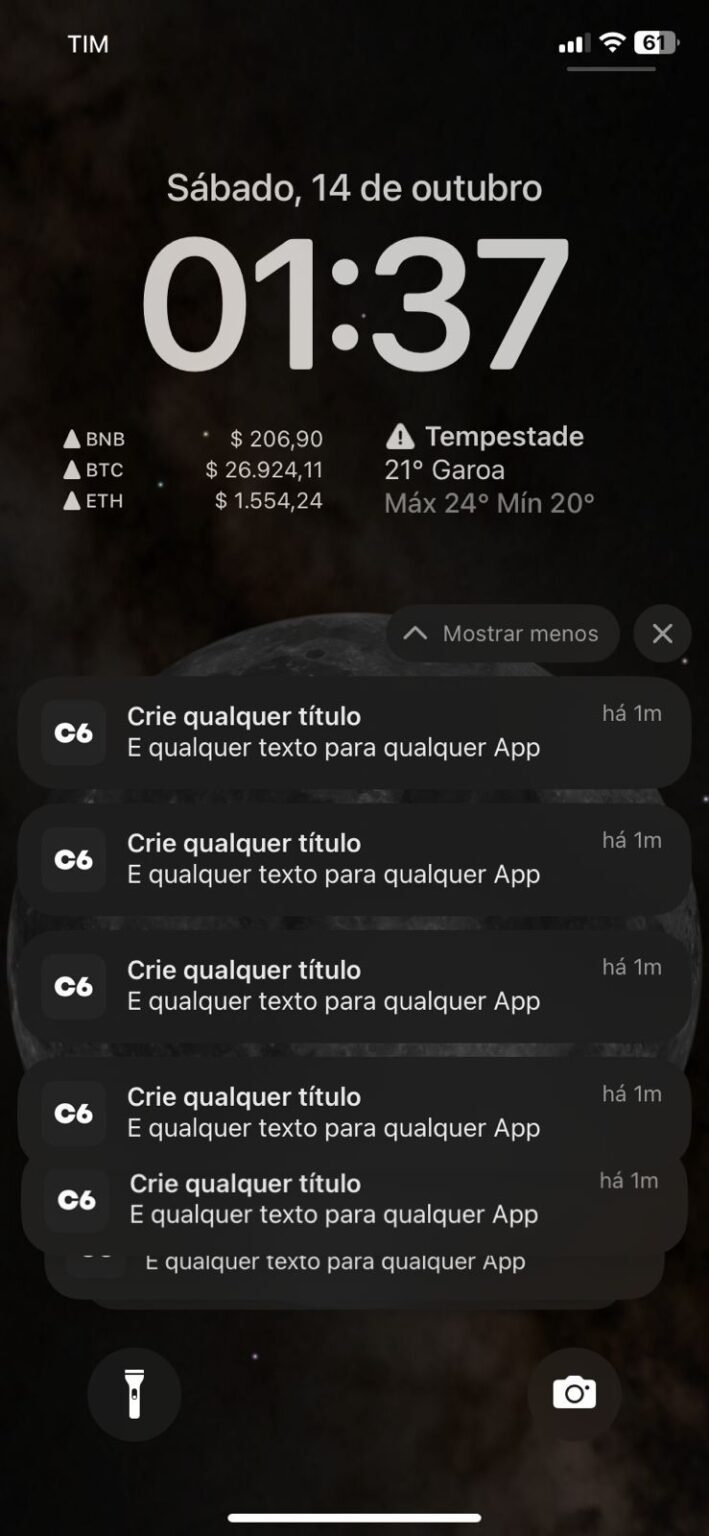 TIM
61
Sábado, 14 de outubro
01:37
BNB $ 206,90
BTC $ 26.924,11
ETH $ 1.554,24
Tempestade
21° Garoa
Máx 24° Mín 20°
Mostrar menos
C6 Crie qualquer título há 1m
E qualquer texto para qualquer App
C6 Crie qualquer título há 1m
E qualquer texto para qualquer App
C6 Crie qualquer título há 1m
E qualquer texto para qualquer App
C6 Crie qualquer título há 1m
E qualquer texto para qualquer App
C6 Crie qualquer título há 1m
E qualquer texto para qualquer App
E qualquer texto para qualquer App